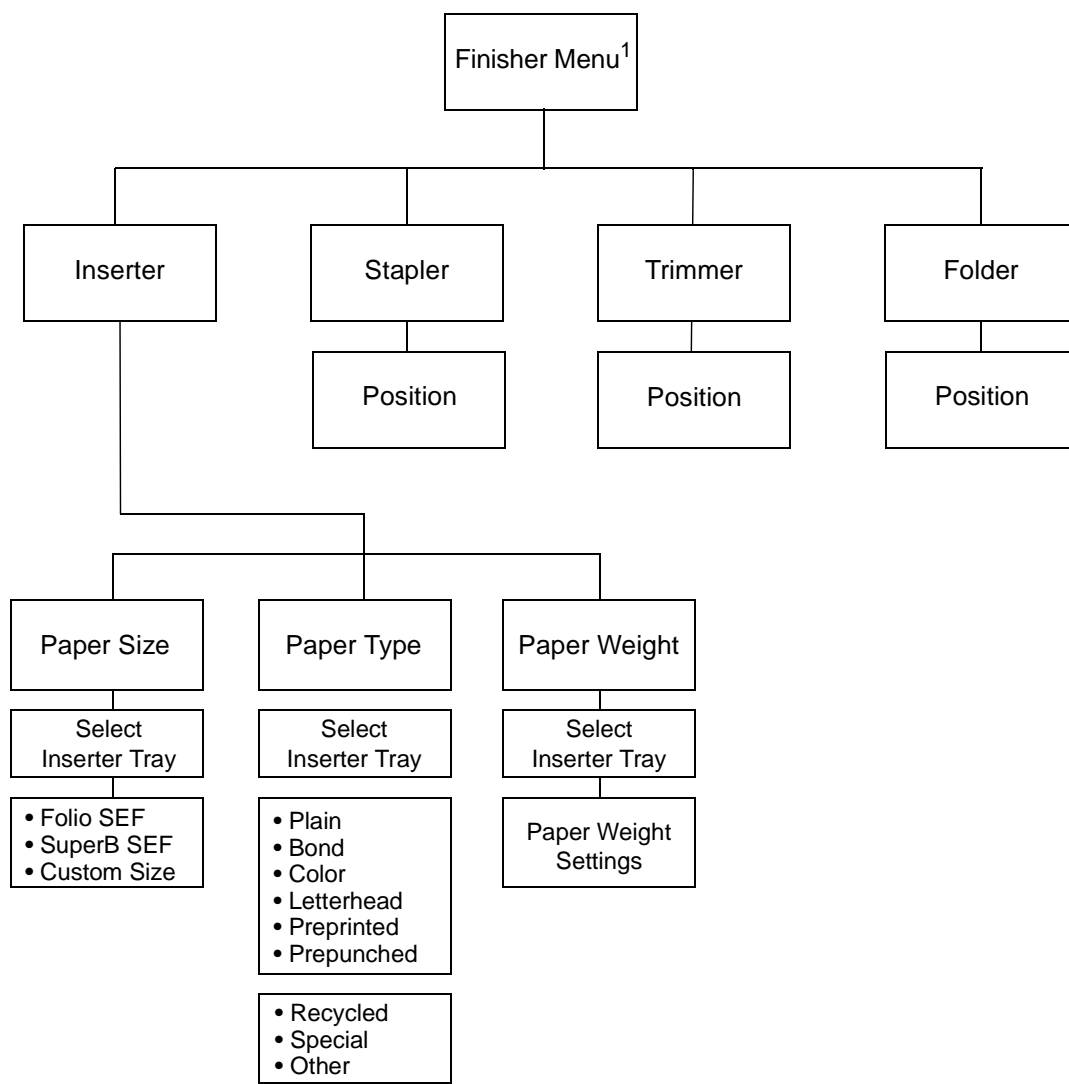 Finisher Menu1
Inserter
Stapler
Trimmer
Folder
Position
Position
Position
Paper Size
Paper Type
Paper Weight
Select
Inserter Tray
Select
Inserter Tray
Select
Inserter Tray
• Folio SEF
• SuperB SEF
• Custom Size
• Plain
• Bond
• Color
• Letterhead
• Preprinted
• Prepunched
Paper Weight
Settings
• Recycled
• Special
• Other